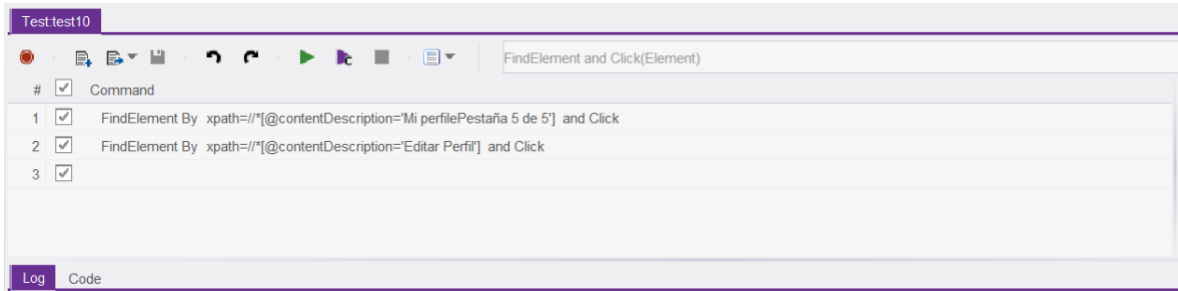 Test:test10
FindElement and Click(Element)
# Command
1 FindElement By xpath=//*[@contentDescription='Mi perfilePestaña 5 de 5'] and Click
2 FindElement By xpath=//*[@contentDescription='Editar Perfil'] and Click
3
Log Code